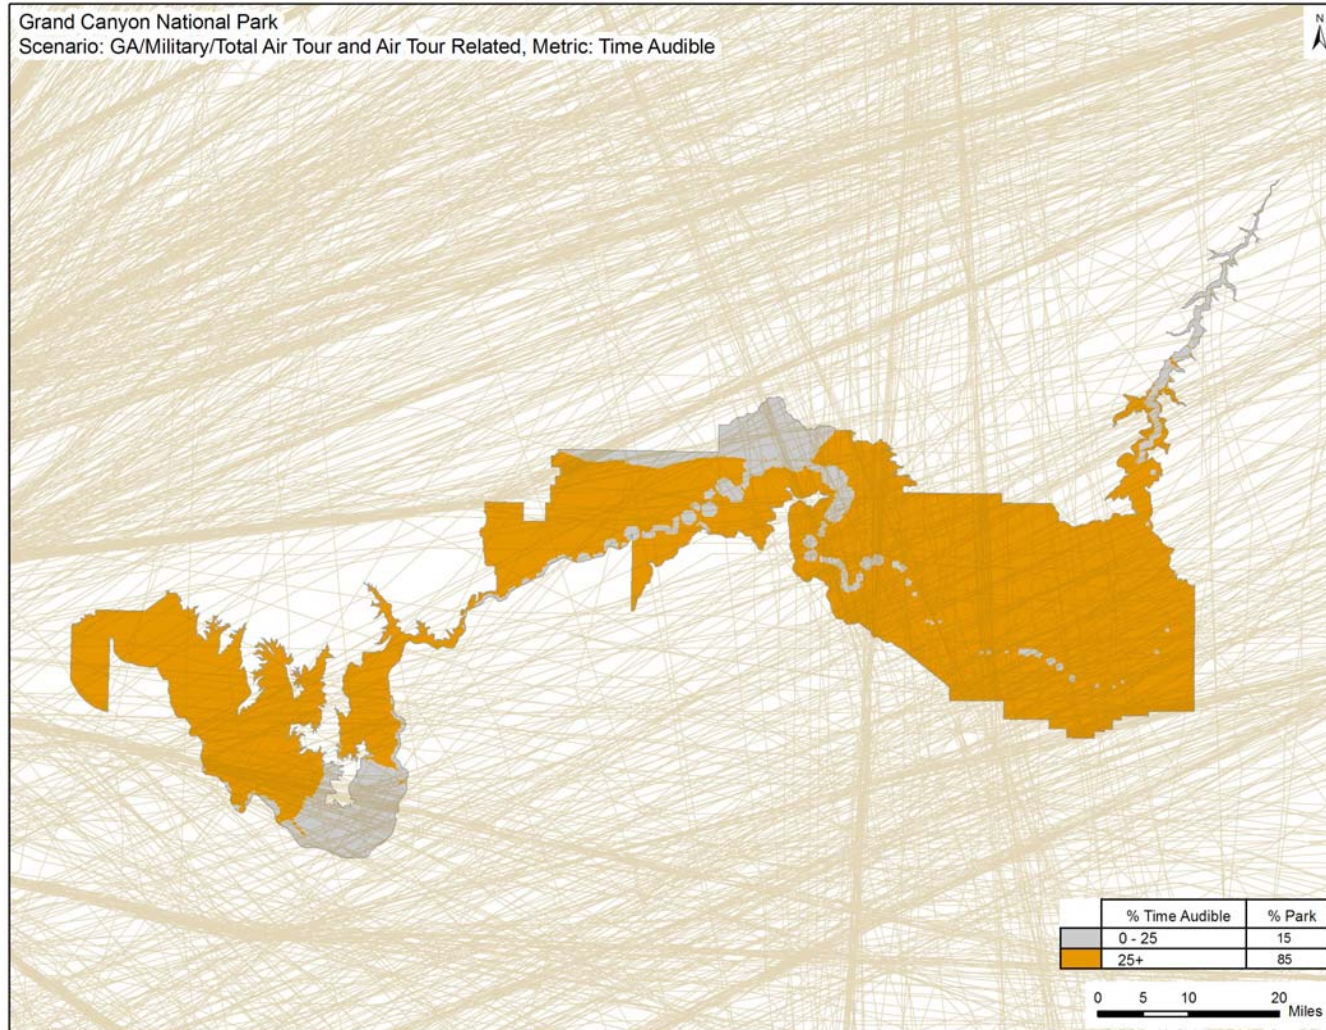 Grand Canyon National Park
Scenario: GA/Military/Total Air Tour and Air Tour Related, Metric: Time Audible
N
% Time Audible % Park
0 - 25 15
25+ 85
0 5 10 20
Miles